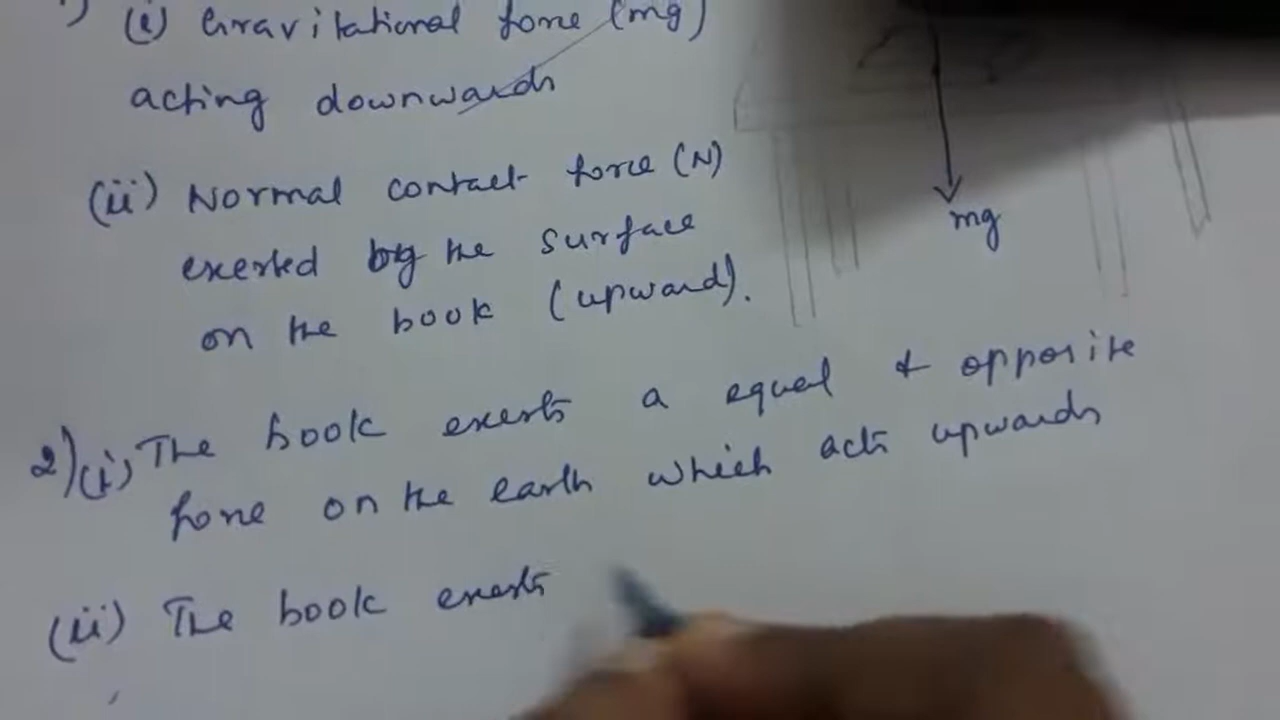 (i) Gravitational force (mg)
acting downwards
(ii) Normal contact force (N)
exerted by the surface
on the book (upward).
mg
2)(i) The book exerts a equal & opposite
force on the earth which acts upwards
(ii) The book exerts